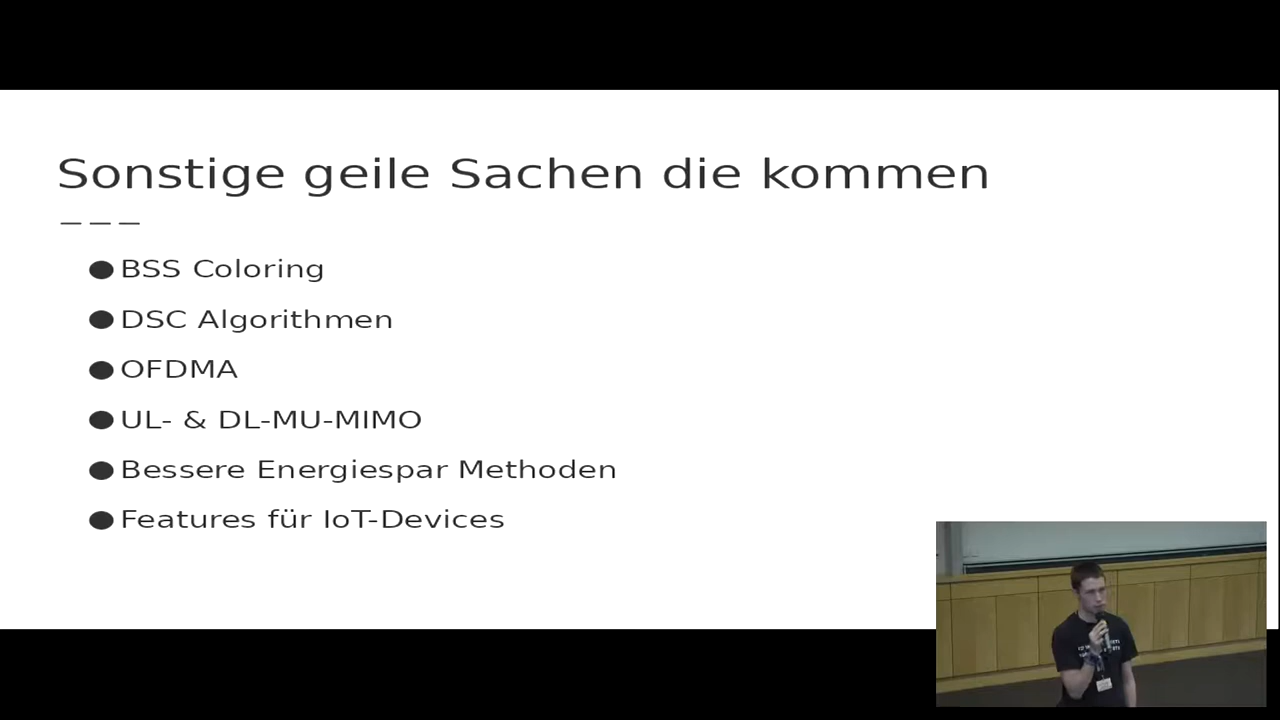 Sonstige geile Sachen die kommen
BSS Coloring
DSC Algorithmen
OFDMA
UL- & DL-MU-MIMO
Bessere Energiespar Methoden
Features für IoT-Devices